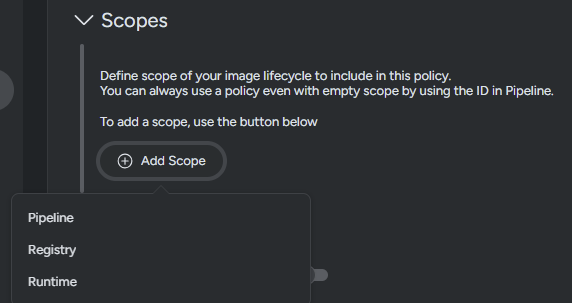 Scopes
Define scope of your image lifecycle to include in this policy.
You can always use a policy even with empty scope by using the ID in Pipeline.
To add a scope, use the button below
Add Scope
Pipeline
Registry
Runtime